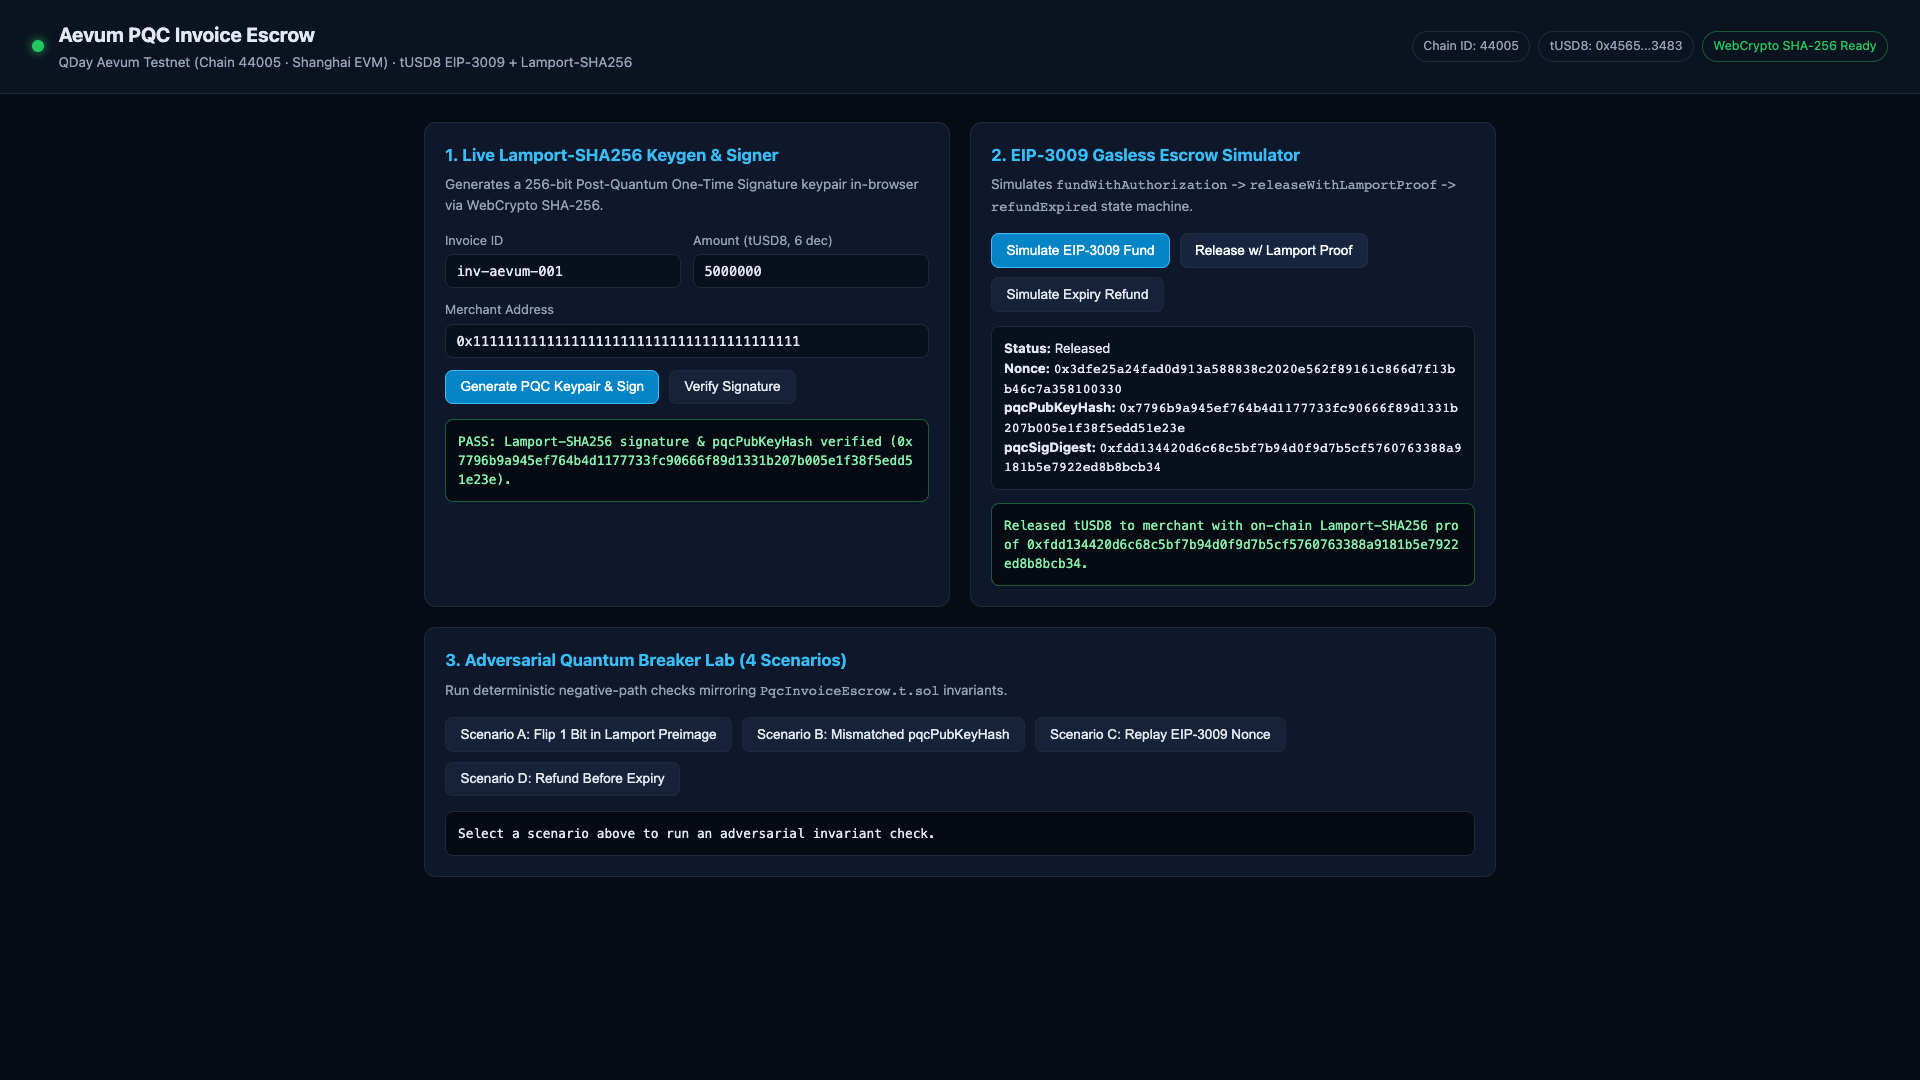 Aevum PQC Invoice Escrow
QDay Aevum Testnet (Chain 44005 · Shanghai EVM) · tUSD8 EIP-3009 + Lamport-SHA256
Chain ID: 44005
tUSD8: 0x4565...3483
WebCrypto SHA-256 Ready
1. Live Lamport-SHA256 Keygen & Signer
Generates a 256-bit Post-Quantum One-Time Signature keypair in-browser
via WebCrypto SHA-256.
Invoice ID
Amount (tUSD8, 6 dec)
inv-aevum-001
5000000
Merchant Address
0x1111111111111111111111111111111111111111
Generate PQC Keypair & Sign
Verify Signature
PASS: Lamport-SHA256 signature & pqcPubKeyHash verified (0x
7796b9a945ef764b4d1177733fc90666f89d1331b207b005e1f38f5edd5
1e23e).
2. EIP-3009 Gasless Escrow Simulator
Simulates fundWithAuthorization -> releaseWithLamportProof ->
refundExpired state machine.
Simulate EIP-3009 Fund
Release w/ Lamport Proof
Simulate Expiry Refund
Status: Released
Nonce: 0x3dfe25a24fad0d913a588838c2020e562f89161c866d7f13b
b46c7a358100330
pqcPubKeyHash: 0x7796b9a945ef764b4d1177733fc90666f89d1331b
207b005e1f38f5edd51e23e
pqcSigDigest: 0xfdd134420d6c68c5bf7b94d0f9d7b5cf5760763388a9
181b5e7922ed8b8bcb34
Released tUSD8 to merchant with on-chain Lamport-SHA256 pro
of 0xfdd134420d6c68c5bf7b94d0f9d7b5cf5760763388a9181b5e7922
ed8b8bcb34.
3. Adversarial Quantum Breaker Lab (4 Scenarios)
Run deterministic negative-path checks mirroring PqcInvoiceEscrow.t.sol invariants.
Scenario A: Flip 1 Bit in Lamport Preimage
Scenario B: Mismatched pqcPubKeyHash
Scenario C: Replay EIP-3009 Nonce
Scenario D: Refund Before Expiry
Select a scenario above to run an adversarial invariant check.